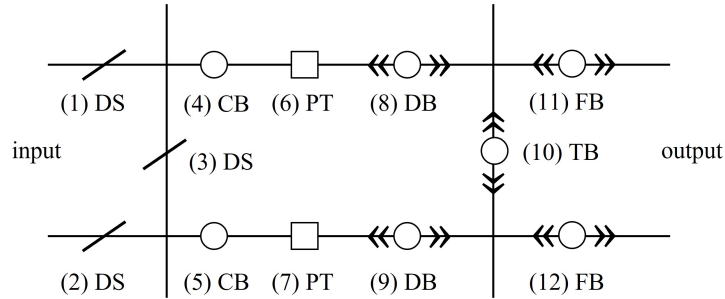 (1) DS
(4) CB
(6) PT
(8) DB
(11) FB
input
(3) DS
(10) TB
output
(2) DS
(5) CB
(7) PT
(9) DB
(12) FB